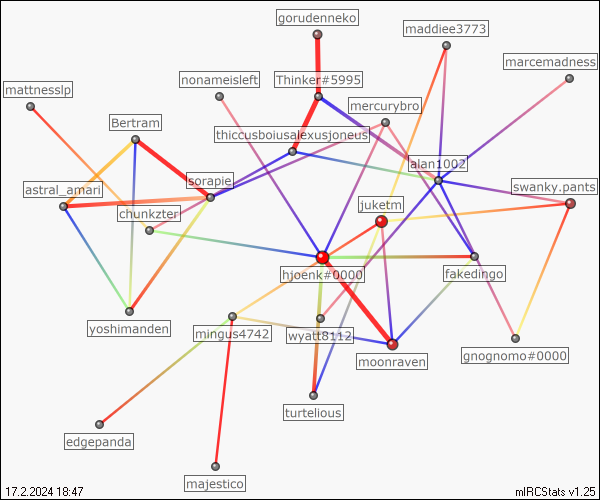 gorudenneko
maddiee3773
marcemadness
nonameisleft
Thinker#5995
mattnesslp
mercurybro
Bertram
thiccusboiusalexusjoneus
alan1002
sorapie
astral_amari
swanky.pants
juketm
chunkzter
hjoenk#0000
fakedingo
yoshimanden
mingus4742
wyatt8112
moonraven
gnognomo#0000
turtelious
edgepanda
majestico
17.2.2024 18:47
mIRCStats v1.25